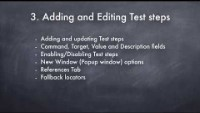 3. Adding and Editing Test steps
- Adding and updating Test steps
- Command, Target, Value and Description fields
- Enabling/Disabling Test steps
- New Window (Popup window) options
- References Tab
- Fallback locators